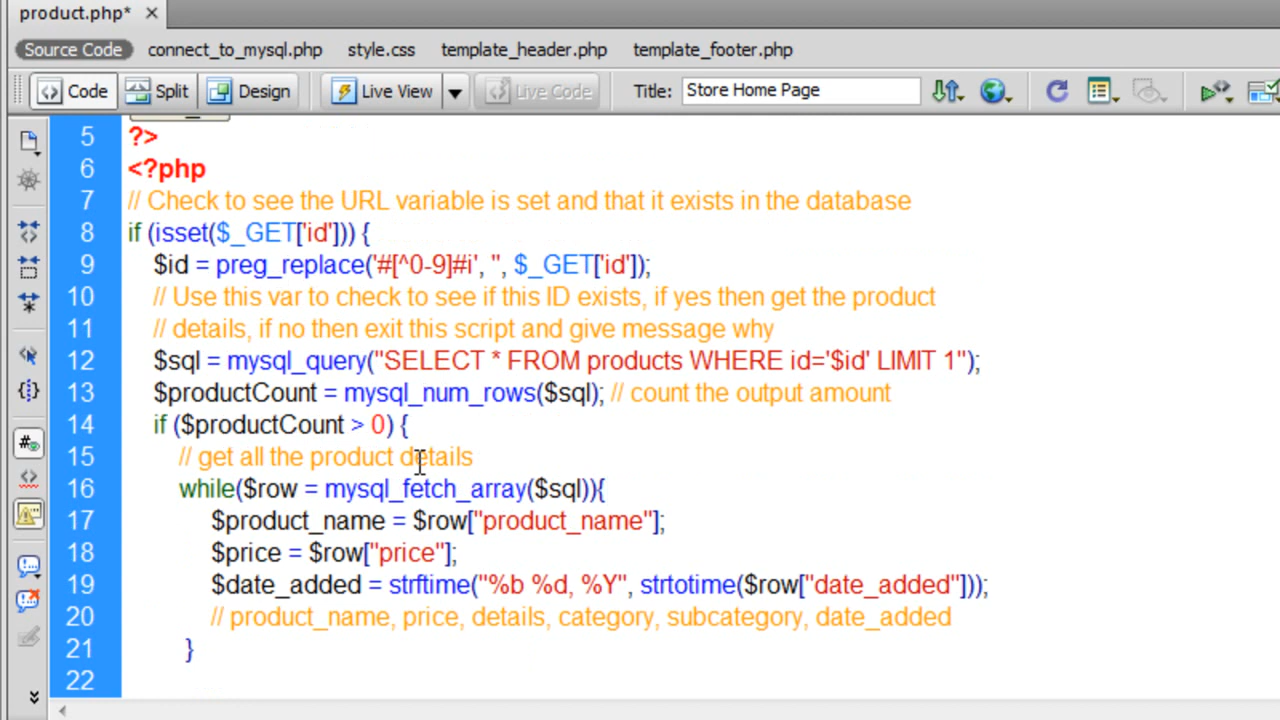 product.php*
Source Code connect_to_mysql.php style.css template_header.php template_footer.php
Code Split Design Live View Live Code Title: Store Home Page
5 ?>
6 <?php
7 // Check to see the URL variable is set and that it exists in the database
8 if (isset($_GET['id'])) {
9 $id = preg_replace('#[^0-9]#i', '', $_GET['id']);
10 // Use this var to check to see if this ID exists, if yes then get the product
11 // details, if no then exit this script and give message why
12 $sql = mysql_query("SELECT * FROM products WHERE id='$id' LIMIT 1");
13 $productCount = mysql_num_rows($sql); // count the output amount
14 if ($productCount > 0) {
15 // get all the product details
16 while($row = mysql_fetch_array($sql)){
17 $product_name = $row["product_name"];
18 $price = $row["price"];
19 $date_added = strftime("%b %d, %Y", strtotime($row["date_added"]));
20 // product_name, price, details, category, subcategory, date_added
21 }
22